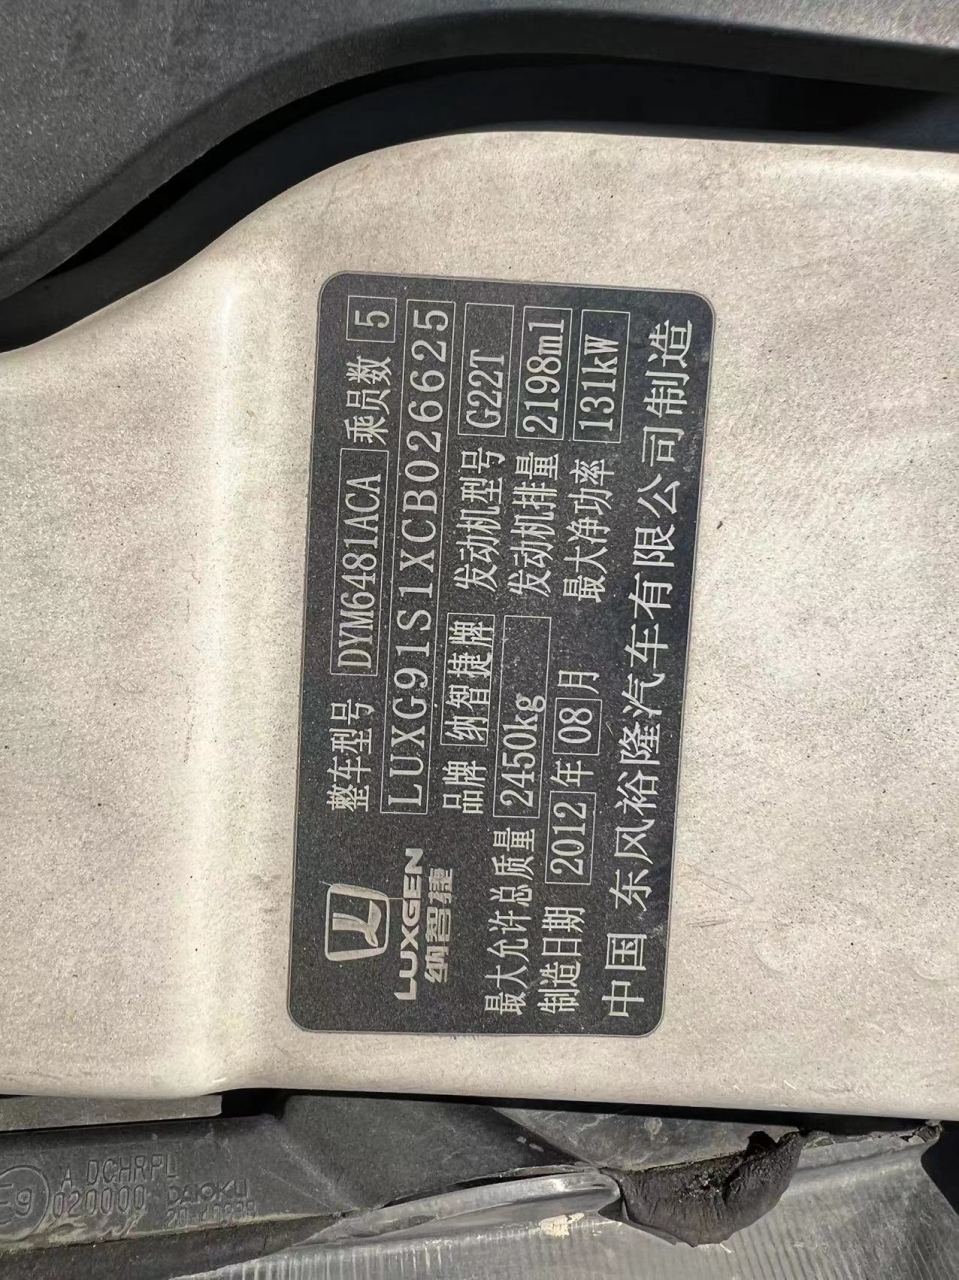 LUXGEN
纳智捷
整车型号 DYM6481ACA 乘员数 5
LUXG91S1XCB026625
品牌 纳智捷牌 发动机型号 G22T
最大允许总质量 2450kg 发动机排量 2198ml
制造日期 2012年08月 最大净功率 131kW
中国 东风裕隆汽车有限公司制造
E9
A DCHRPL
020000